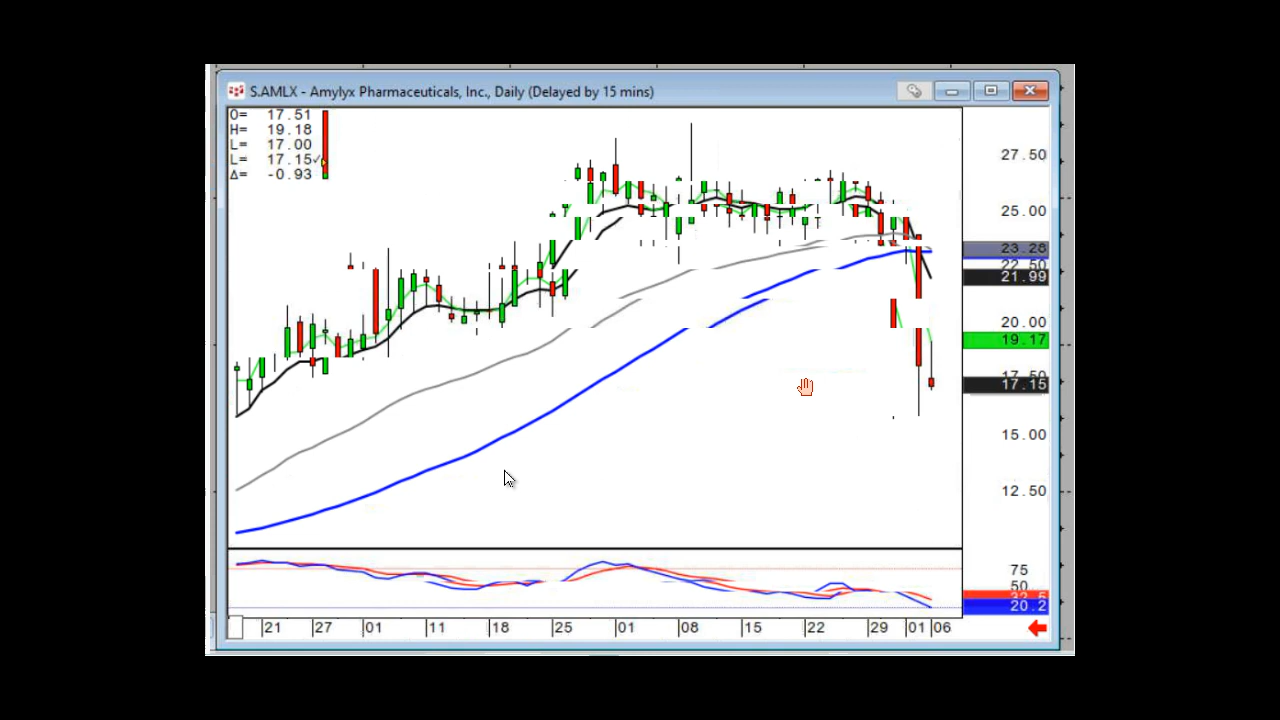 S.AMLX - Amylyx Pharmaceuticals, Inc., Daily (Delayed by 15 mins)
O= 17.51
H= 19.18
L= 17.00
L= 17.15
Δ= -0.93
27.50
25.00
23.28
22.50
21.99
20.00
19.17
17.50
17.15
15.00
12.50
75
50
32.5
20.2
21 27 01 11 18 25 01 08 15 22 29 01 06